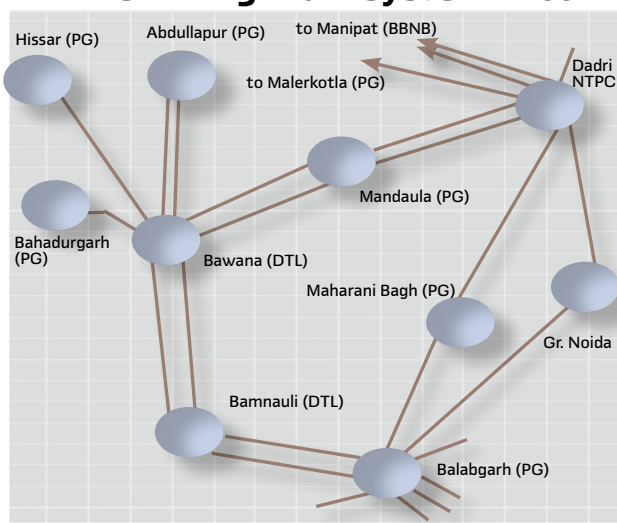 Hissar (PG)
Abdullapur (PG)
to Manipat (BBNB)
to Malerkotla (PG)
Dadri
NTPC
Mandaula (PG)
Bahadurgarh
(PG)
Bawana (DTL)
Maharani Bagh (PG)
Gr. Noida
Bamnauli (DTL)
Balabgarh (PG)